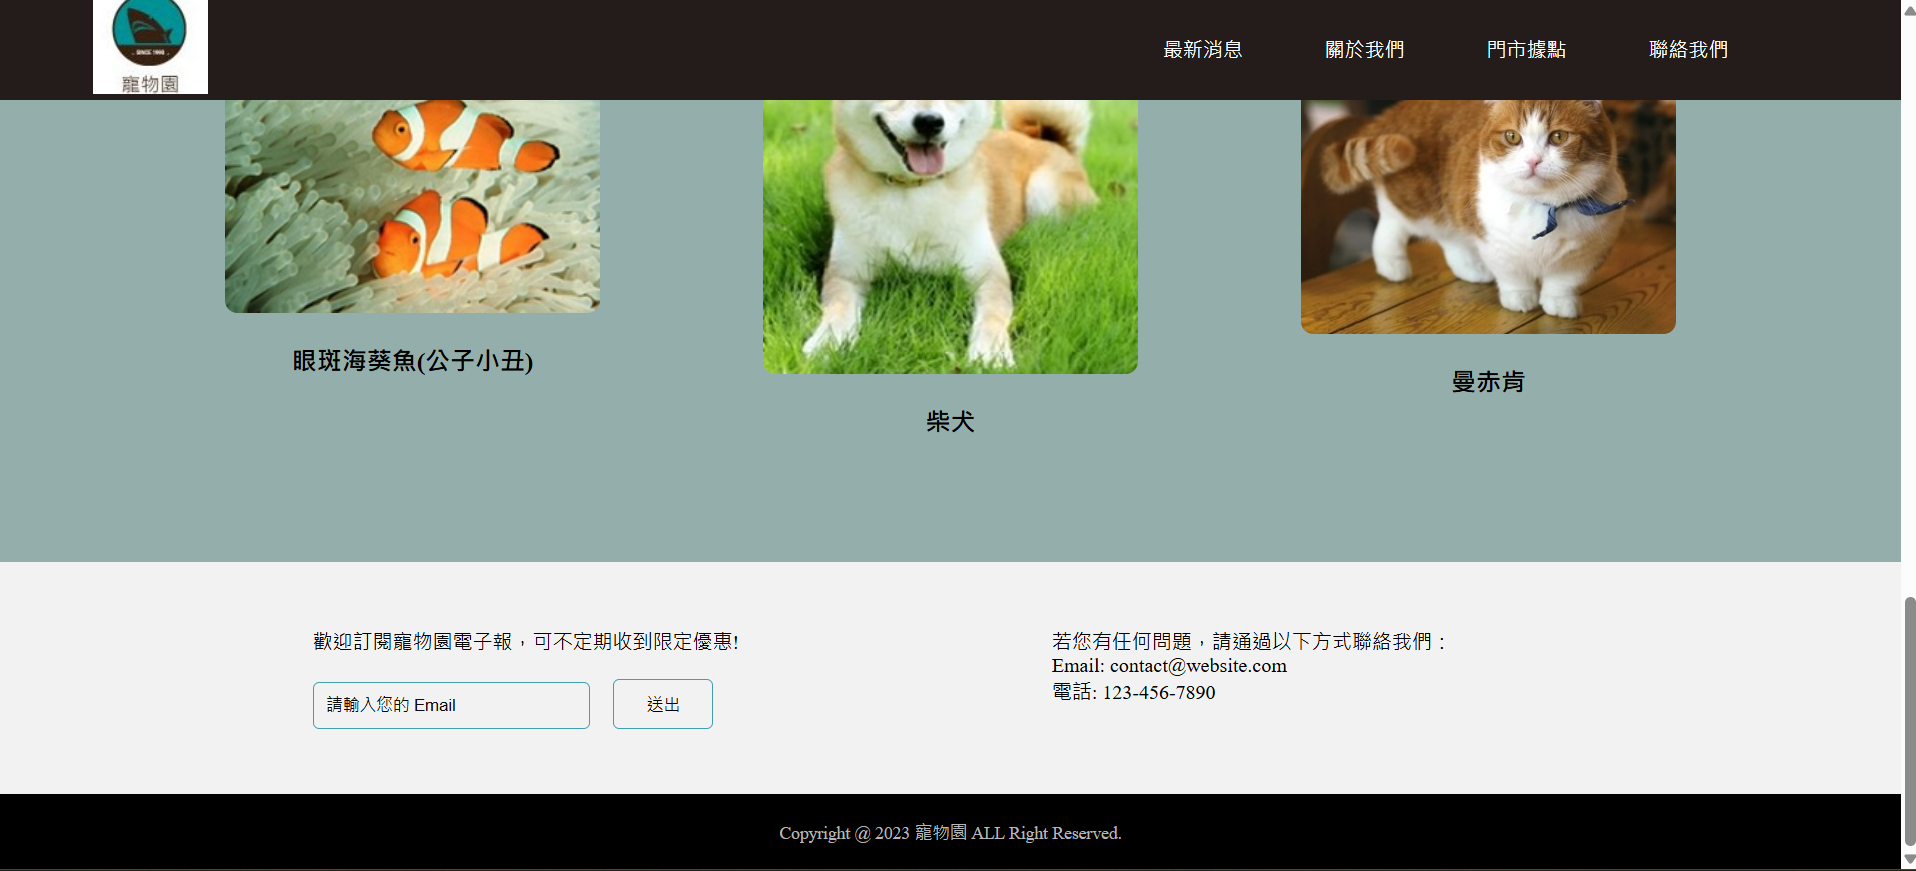 SINCE 1998
寵物園
最新消息
關於我們
門市據點
聯絡我們
眼斑海葵魚(公子小丑)
柴犬
曼赤肯
歡迎訂閱寵物園電子報，可不定期收到限定優惠!
請輸入您的 Email
送出
若您有任何問題，請通過以下方式聯絡我們：
Email: contact@website.com
電話: 123-456-7890
Copyright @ 2023 寵物園 ALL Right Reserved.